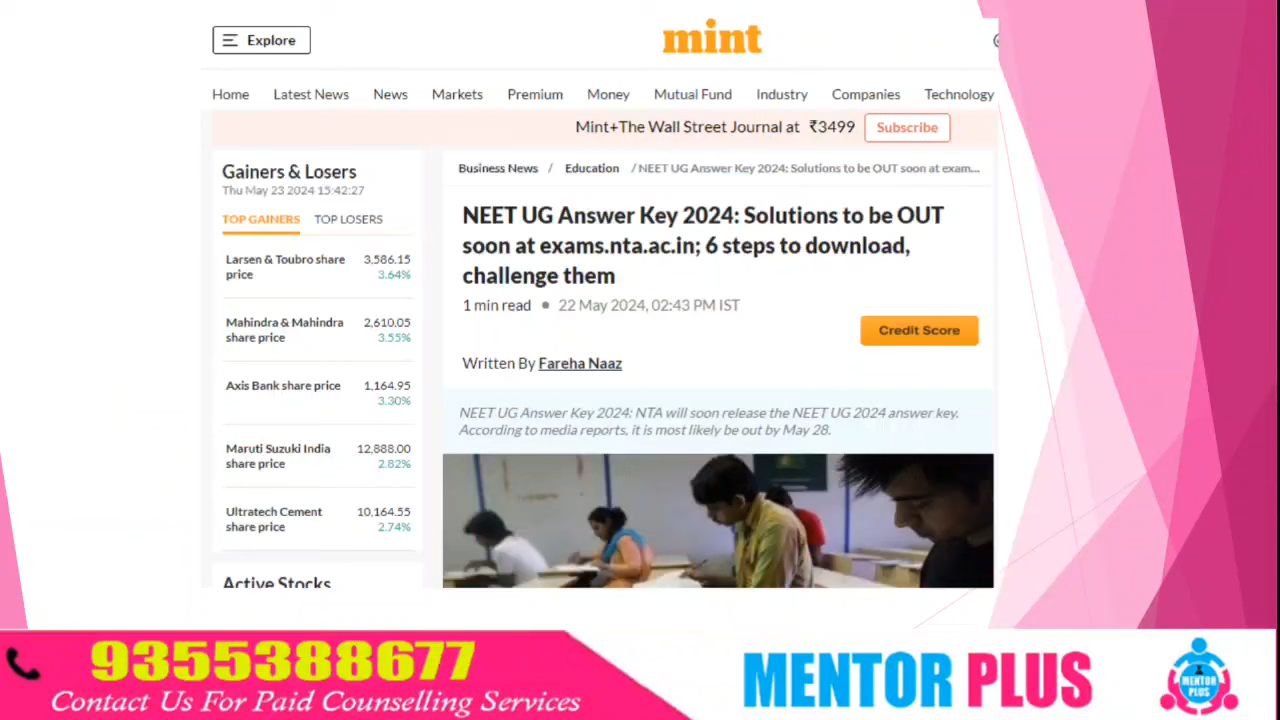 Explore
mint
Home Latest News News Markets Premium Money Mutual Fund Industry Companies Technology
Mint+The Wall Street Journal at ₹3499 Subscribe
Gainers & Losers
Thu May 23 2024 15:42:27
TOP GAINERS TOP LOSERS
Larsen & Toubro share price 3,586.15
3.64%
Mahindra & Mahindra share price 2,610.05
3.55%
Axis Bank share price 1,164.95
3.30%
Maruti Suzuki India share price 12,888.00
2.82%
Ultratech Cement share price 10,164.55
2.74%
Active Stocks
Business News / Education / NEET UG Answer Key 2024: Solutions to be OUT soon at exam...
NEET UG Answer Key 2024: Solutions to be OUT
soon at exams.nta.ac.in; 6 steps to download,
challenge them
1 min read • 22 May 2024, 02:43 PM IST
Credit Score
Written By Fareha Naaz
NEET UG Answer Key 2024: NTA will soon release the NEET UG 2024 answer key.
According to media reports, it is most likely be out by May 28.
9355388677
Contact Us For Paid Counselling Services
MENTOR PLUS
MENTOR
PLUS